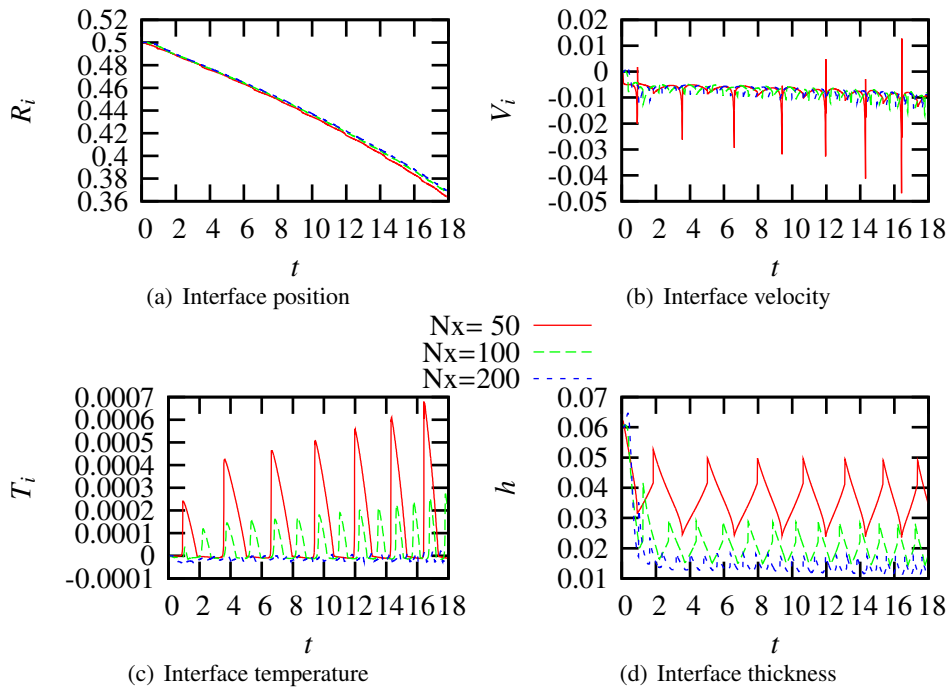 0.52
0.5
0.48
0.46
0.44
0.42
0.4
0.38
0.36
R_i
0 2 4 6 8 10 12 14 16 18
t
(a) Interface position
0.02
0.01
0
-0.01
-0.02
-0.03
-0.04
-0.05
V_i
0 2 4 6 8 10 12 14 16 18
t
(b) Interface velocity
Nx= 50
Nx=100
Nx=200
0.0007
0.0006
0.0005
0.0004
0.0003
0.0002
0.0001
0
-0.0001
T_i
0 2 4 6 8 10 12 14 16 18
t
(c) Interface temperature
0.07
0.06
0.05
0.04
0.03
0.02
0.01
h
0 2 4 6 8 10 12 14 16 18
t
(d) Interface thickness